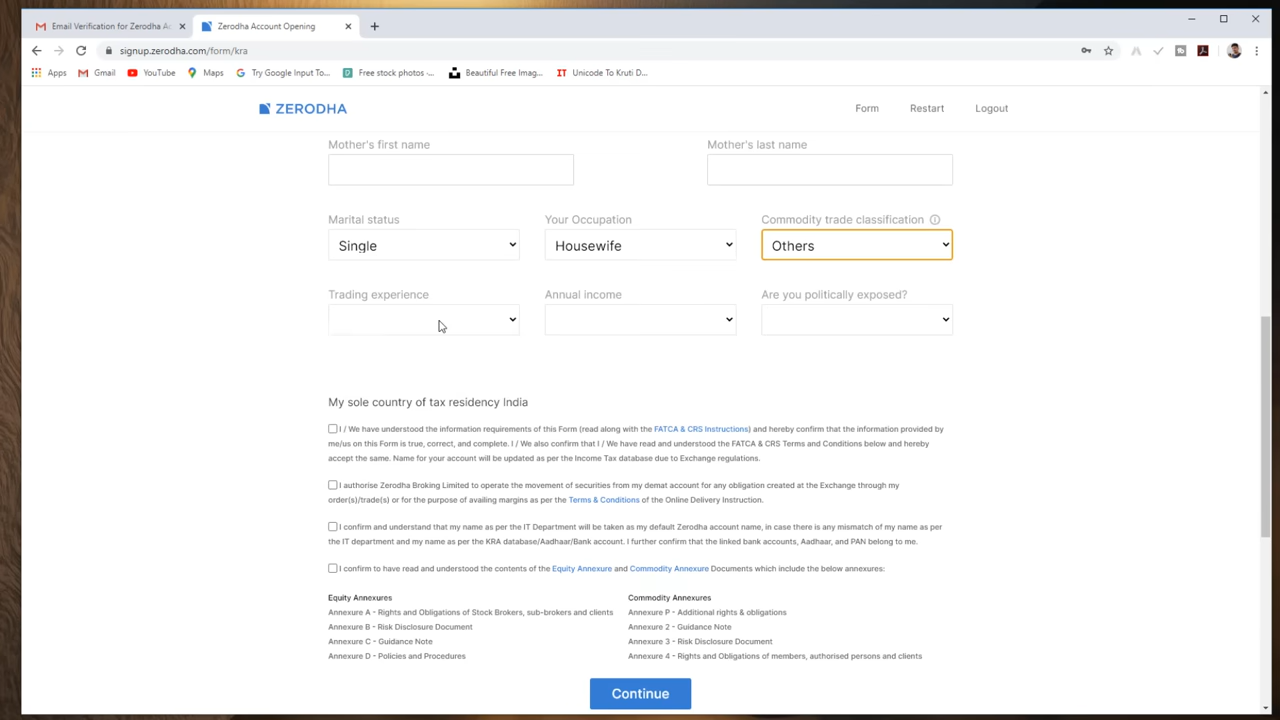 Email Verification for Zerodha Ac
Zerodha Account Opening
signup.zerodha.com/form/kra
Apps
Gmail
YouTube
Maps
Try Google Input To...
Free stock photos -...
Beautiful Free Imag...
IT Unicode To Kruti D...
ZERODHA
Form
Restart
Logout
Mother's first name
Mother's last name
Marital status
Your Occupation
Commodity trade classification
Single
Housewife
Others
Trading experience
Annual income
Are you politically exposed?
My sole country of tax residency India
I / We have understood the information requirements of this Form (read along with the FATCA & CRS Instructions) and hereby confirm that the information provided by
me/us on this Form is true, correct, and complete. I / We also confirm that I / We have read and understood the FATCA & CRS Terms and Conditions below and hereby
accept the same. Name for your account will be updated as per the Income Tax database due to Exchange regulations.
I authorise Zerodha Broking Limited to operate the movement of securities from my demat account for any obligation created at the Exchange through my
order(s)/trade(s) or for the purpose of availing margins as per the Terms & Conditions of the Online Delivery Instruction.
I confirm and understand that my name as per the IT Department will be taken as my default Zerodha account name, in case there is any mismatch of my name as per
the IT department and my name as per the KRA database/Aadhaar/Bank account. I further confirm that the linked bank accounts, Aadhaar, and PAN belong to me.
I confirm to have read and understood the contents of the Equity Annexure and Commodity Annexure Documents which include the below annexures:
Equity Annexures
Annexure A - Rights and Obligations of Stock Brokers, sub-brokers and clients
Annexure B - Risk Disclosure Document
Annexure C - Guidance Note
Annexure D - Policies and Procedures
Commodity Annexures
Annexure P - Additional rights & obligations
Annexure 2 - Guidance Note
Annexure 3 - Risk Disclosure Document
Annexure 4 - Rights and Obligations of members, authorised persons and clients
Continue